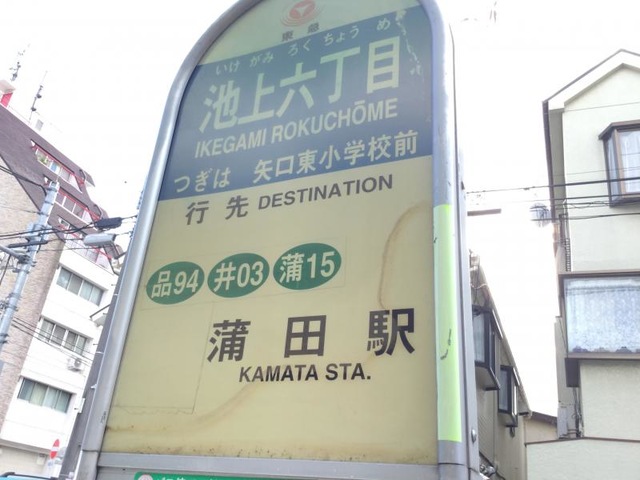 東急
いけがみ ろくちょうめ
池上六丁目
IKEGAMI ROKUCHŌME
つぎは 矢口東小学校前
行先 DESTINATION
品94 井03 蒲15
蒲田駅
KAMATA STA.